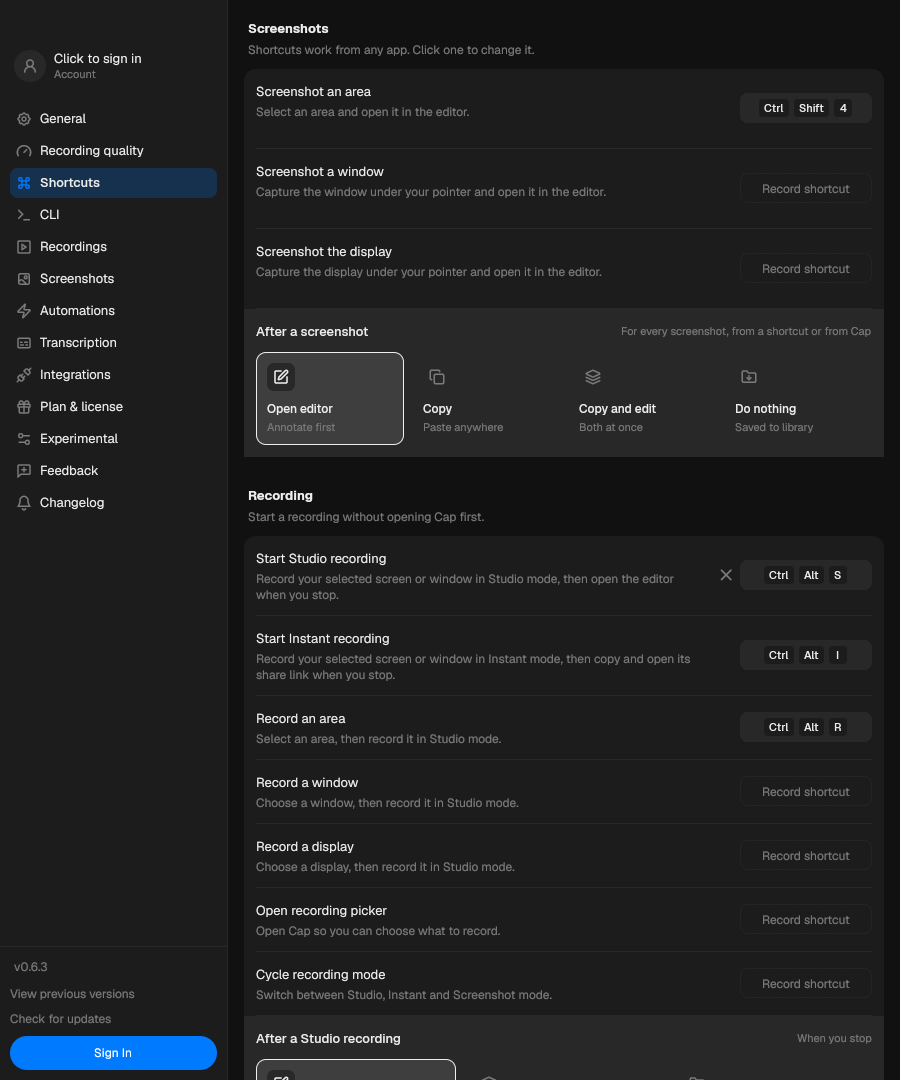 Click to sign in
Account
General
Recording quality
Shortcuts
CLI
Recordings
Screenshots
Automations
Transcription
Integrations
Plan & license
Experimental
Feedback
Changelog
v0.6.3
View previous versions
Check for updates
Sign In
Screenshots
Shortcuts work from any app. Click one to change it.
Screenshot an area
Select an area and open it in the editor.
Ctrl Shift 4
Screenshot a window
Capture the window under your pointer and open it in the editor.
Record shortcut
Screenshot the display
Capture the display under your pointer and open it in the editor.
Record shortcut
After a screenshot
For every screenshot, from a shortcut or from Cap
Open editor
Annotate first
Copy
Paste anywhere
Copy and edit
Both at once
Do nothing
Saved to library
Recording
Start a recording without opening Cap first.
Start Studio recording
Record your selected screen or window in Studio mode, then open the editor
when you stop.
Ctrl Alt S
Start Instant recording
Record your selected screen or window in Instant mode, then copy and open its
share link when you stop.
Ctrl Alt I
Record an area
Select an area, then record it in Studio mode.
Ctrl Alt R
Record a window
Choose a window, then record it in Studio mode.
Record shortcut
Record a display
Choose a display, then record it in Studio mode.
Record shortcut
Open recording picker
Open Cap so you can choose what to record.
Record shortcut
Cycle recording mode
Switch between Studio, Instant and Screenshot mode.
Record shortcut
After a Studio recording
When you stop